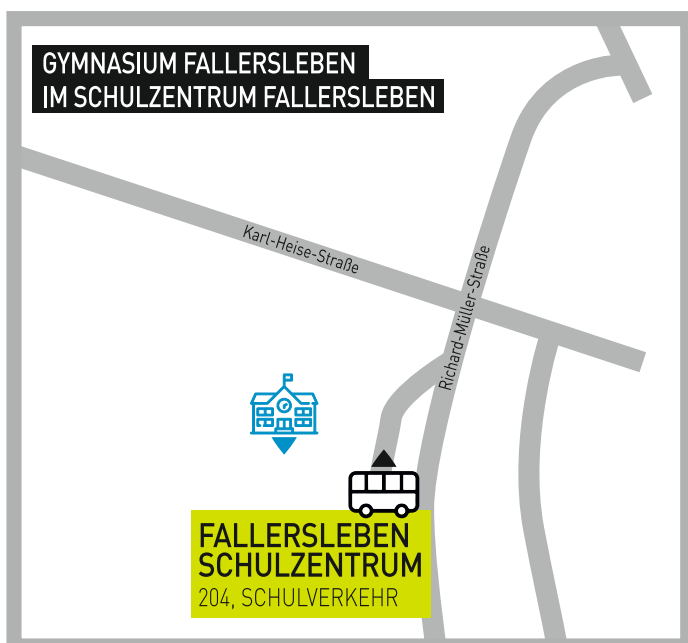 GYMNASIUM FALLERSLEBEN
IM SCHULZENTRUM FALLERSLEBEN
Karl-Heise-Straße
Richard-Müller-Straße
FALLERSLEBEN
SCHULZENTRUM
204, SCHULVERKEHR